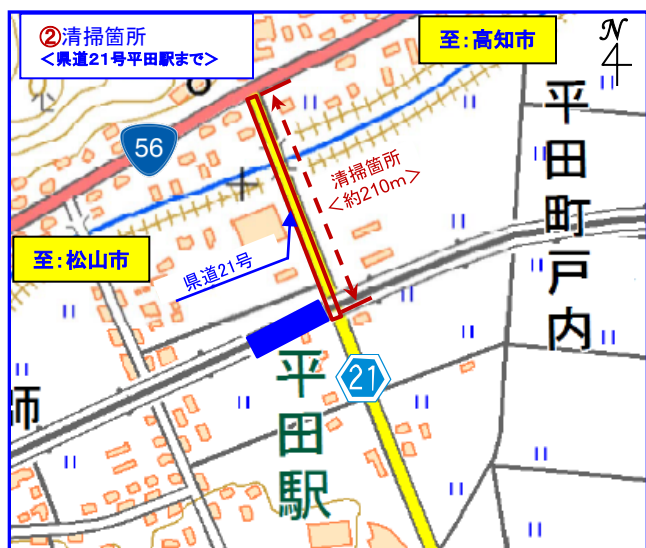 ②清掃箇所
<県道21号平田駅まで>
至:高知市
N
56
清掃箇所
<約210m>
平田町戸内
至:松山市
県道21号
師
21
平田駅